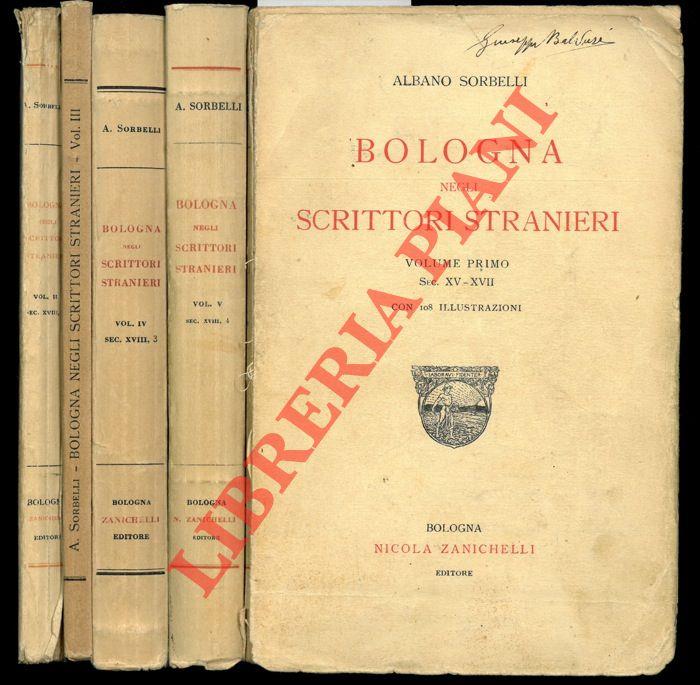 A. SORBELLI
BOLOGNA
NEGLI
SCRITTORI
STRANIERI
VOL. II
SEC. XVIII,
BOLOGNA
ZANICHELLI
EDITORE
A. SORBELLI - BOLOGNA NEGLI SCRITTORI STRANIERI - Vol. III
A. SORBELLI
BOLOGNA
NEGLI
SCRITTORI
STRANIERI
VOL. IV
SEC. XVIII, 3
BOLOGNA
ZANICHELLI
EDITORE
A. SORBELLI
BOLOGNA
NEGLI
SCRITTORI
STRANIERI
VOL. V
SEC. XVIII, 4
BOLOGNA
N. ZANICHELLI
EDITORE
Giuseppe
ALBANO SORBELLI
BOLOGNA
NEGLI
SCRITTORI STRANIERI
VOLUME PRIMO
SEC. XV-XVII
CON 108 ILLUSTRAZIONI
LABORAVI FIDENTER
BOLOGNA
NICOLA ZANICHELLI
EDITORE
LIBRERIA PIANI